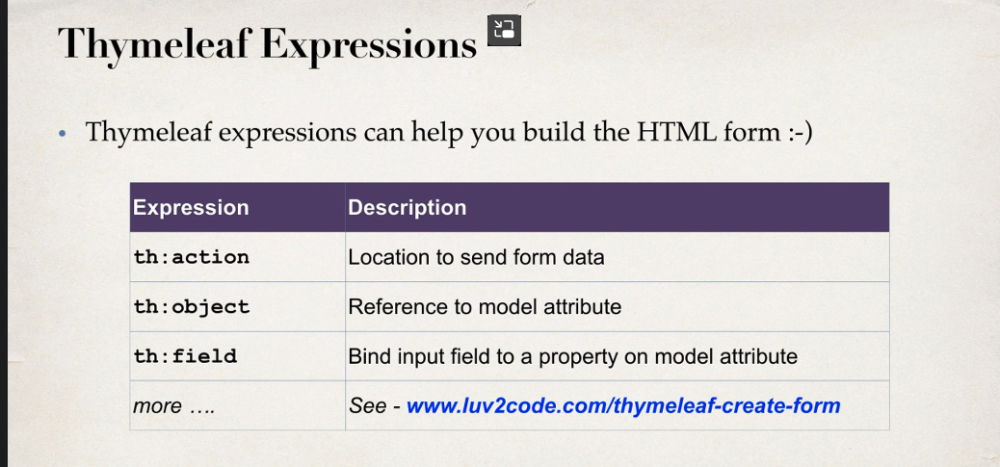 Thymeleaf Expressions
• Thymeleaf expressions can help you build the HTML form :-)
Expression Description
th:action Location to send form data
th:object Reference to model attribute
th:field Bind input field to a property on model attribute
more …. See - www.luv2code.com/thymeleaf-create-form